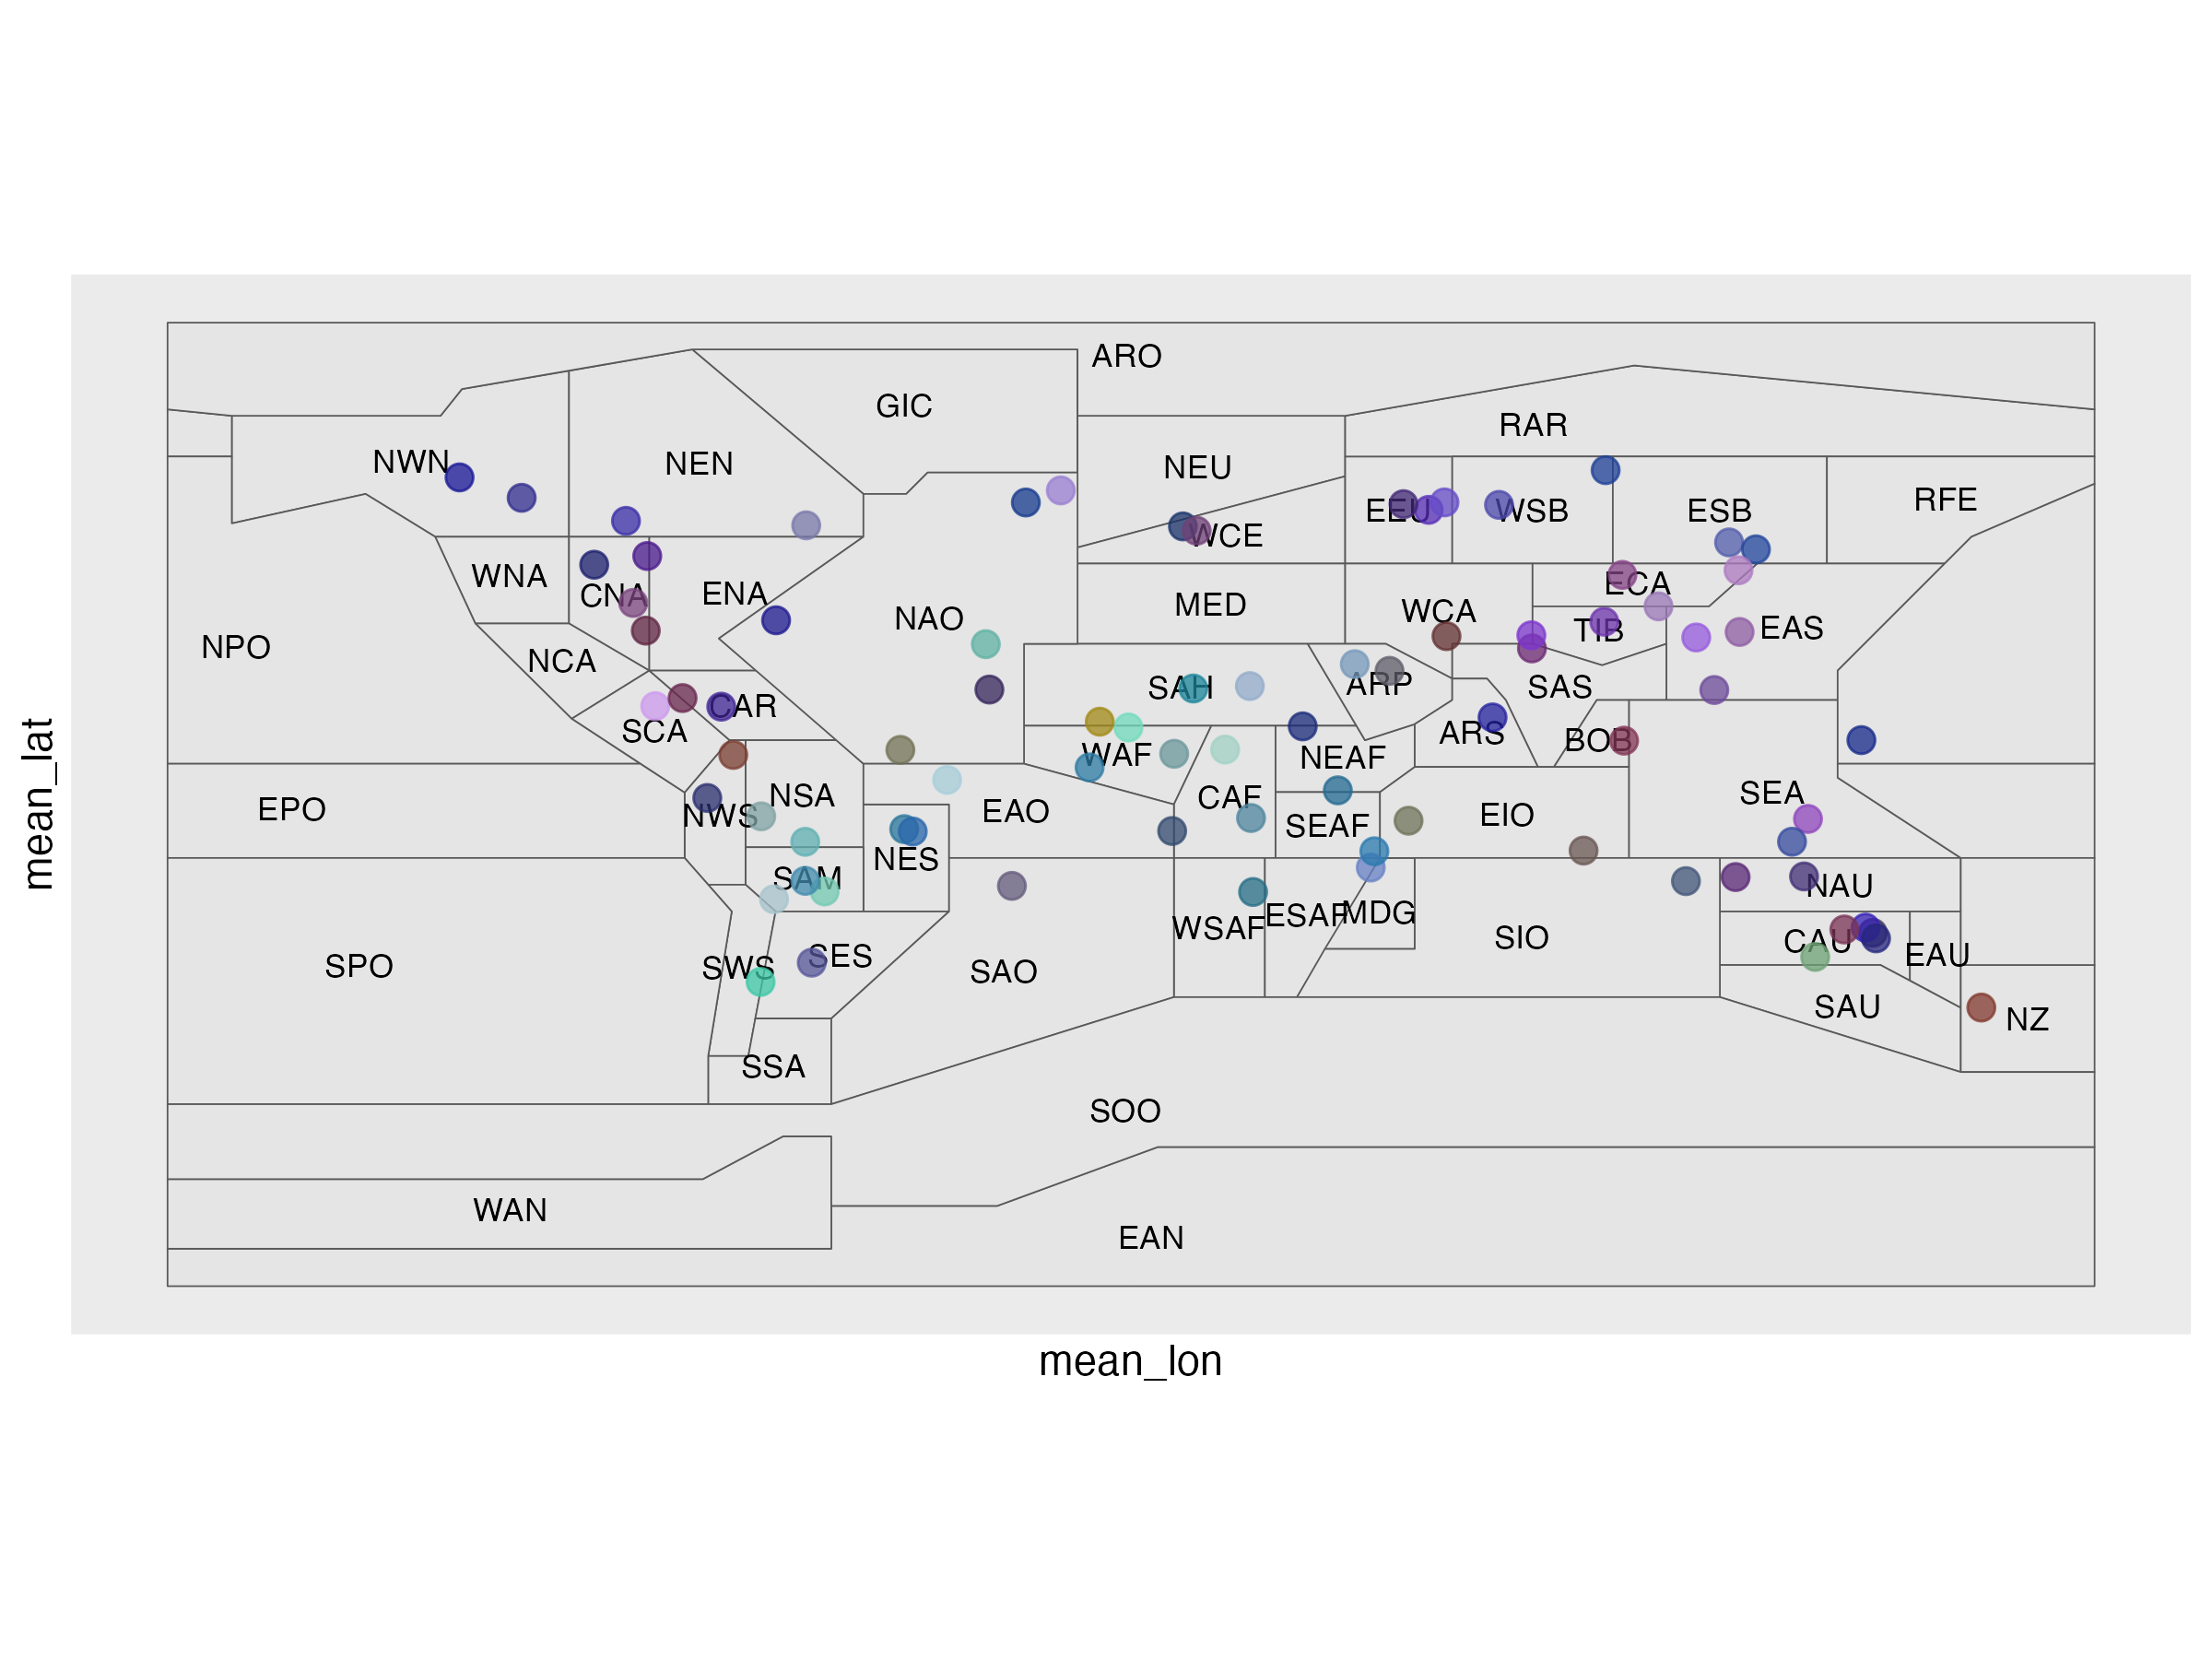 ARO
GIC
RAR
NWN
NEN
NEU
RFE
EEU
WSB
ESB
WCE
WNA
CNA
ENA
ECA
MED
WCA
NAO
TIB
EAS
NPO
NCA
SAH
ARP
SAS
CAR
SCA
ARS
BOB
WAF
NEAF
NSA
CAF
SEA
EPO
NWS
EAO
SEAF
EIO
NES
SAM
NAU
WSAF
ESAF
MDG
SIO
CAU
EAU
SPO
SWS
SES
SAO
SAU
NZ
SSA
SOO
WAN
EAN
mean_lat
mean_lon